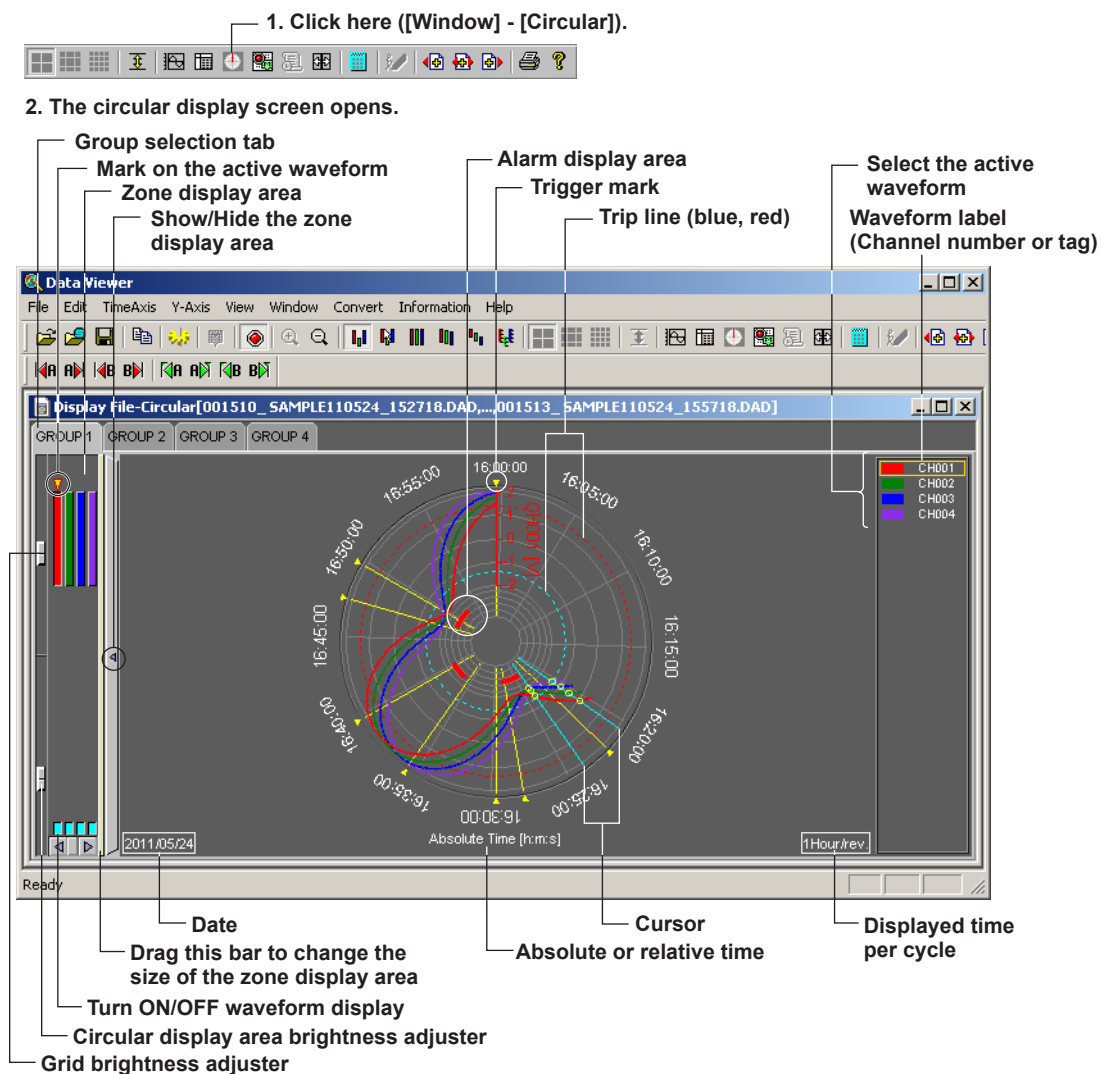 1. Click here ([Window] - [Circular]).
2. The circular display screen opens.
Group selection tab
Mark on the active waveform
Zone display area
Show/Hide the zone
display area
Alarm display area
Trigger mark
Trip line (blue, red)
Select the active
waveform
Waveform label
(Channel number or tag)
Data Viewer
File Edit TimeAxis Y-Axis View Window Convert Information Help
A A B B A A B B
Display File-Circular[001510_ SAMPLE110524_152718.DAD,...,001513_ SAMPLE110524_155718.DAD]
GROUP 1 GROUP 2 GROUP 3 GROUP 4
16:00:00
16:05:00
16:10:00
16:15:00
16:20:00
16:25:00
16:30:00
16:35:00
16:40:00
16:45:00
16:50:00
16:55:00
2
1
0
-1
-2
CH001 [V]
CH001
CH002
CH003
CH004
2011/05/24
Absolute Time [h:m:s]
1Hour/rev.
Ready
Date
Drag this bar to change the
size of the zone display area
Turn ON/OFF waveform display
Circular display area brightness adjuster
Grid brightness adjuster
Cursor
Absolute or relative time
Displayed time
per cycle